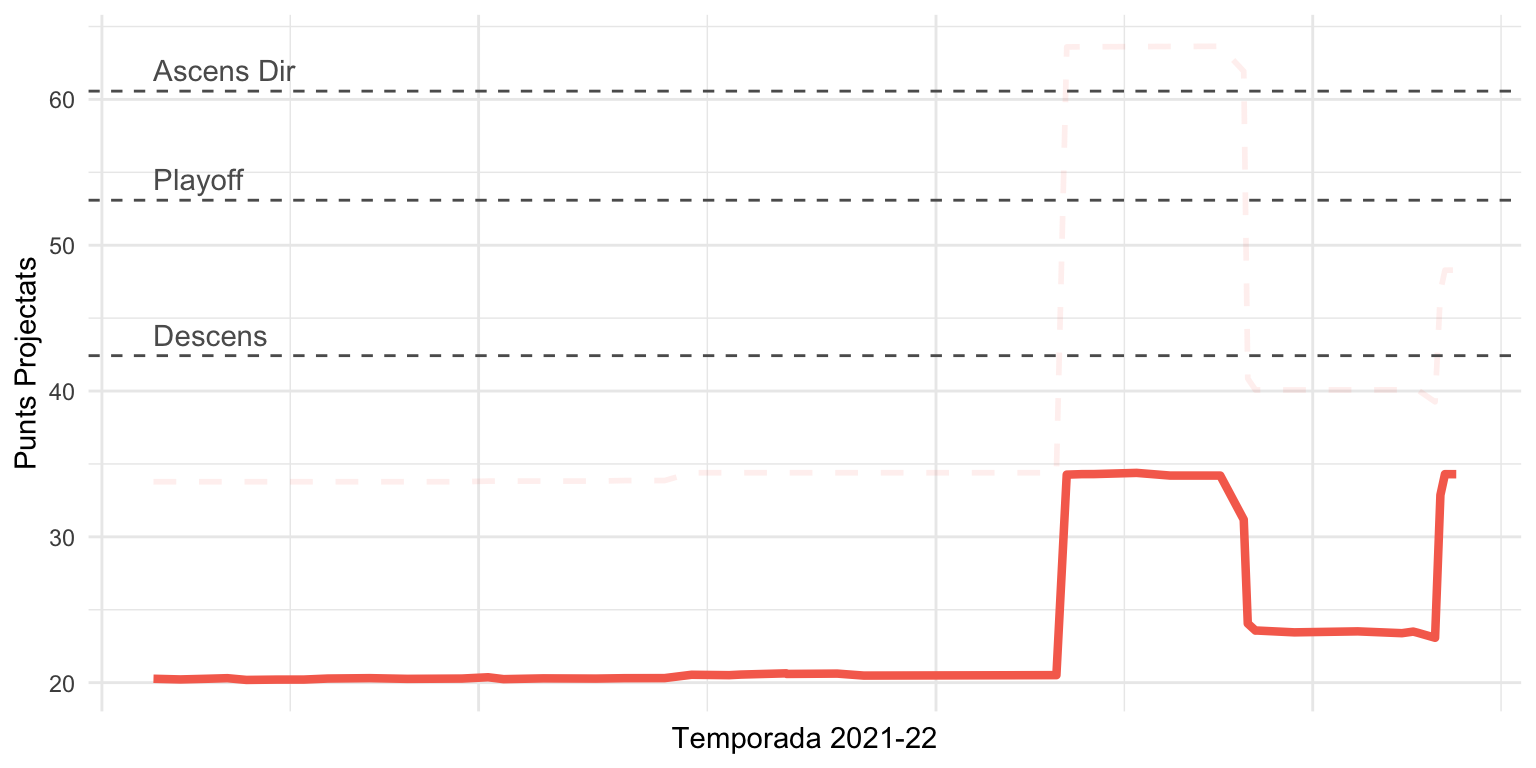 Ascens Dir
60
Playoff
50
Descens
40
30
20
Punts Projectats
Temporada 2021-22